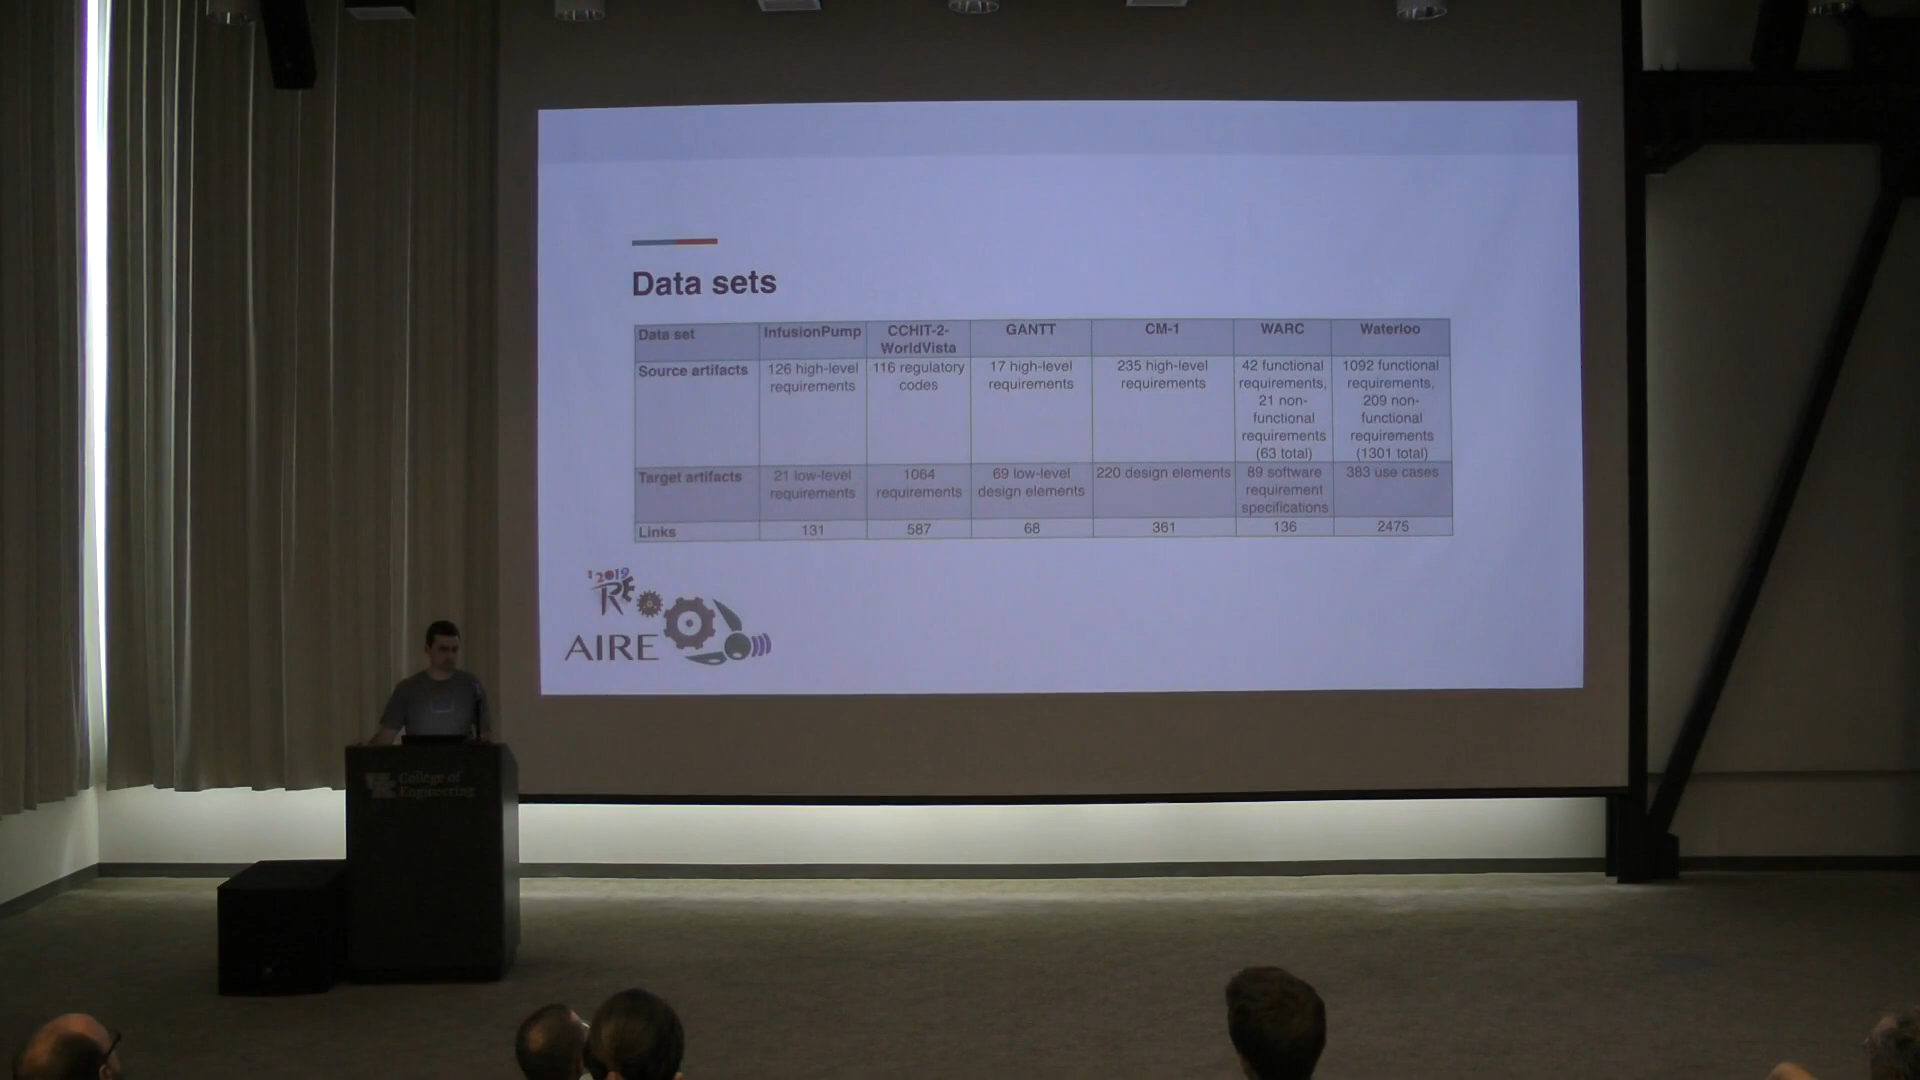 Data sets
Data set
InfusionPump
CCHIT-2-
WorldVista
GANTT
CM-1
WARC
Waterloo
Source artifacts
126 high-level
requirements
116 regulatory
codes
17 high-level
requirements
235 high-level
requirements
42 functional
requirements,
21 non-
functional
requirements
(63 total)
1092 functional
requirements,
209 non-
functional
requirements
(1301 total)
Target artifacts
21 low-level
requirements
1064
requirements
69 low-level
design elements
220 design elements
89 software
requirement
specifications
383 use cases
Links
131
587
68
361
136
2475
2019
RE
AIRE
College of
Engineering